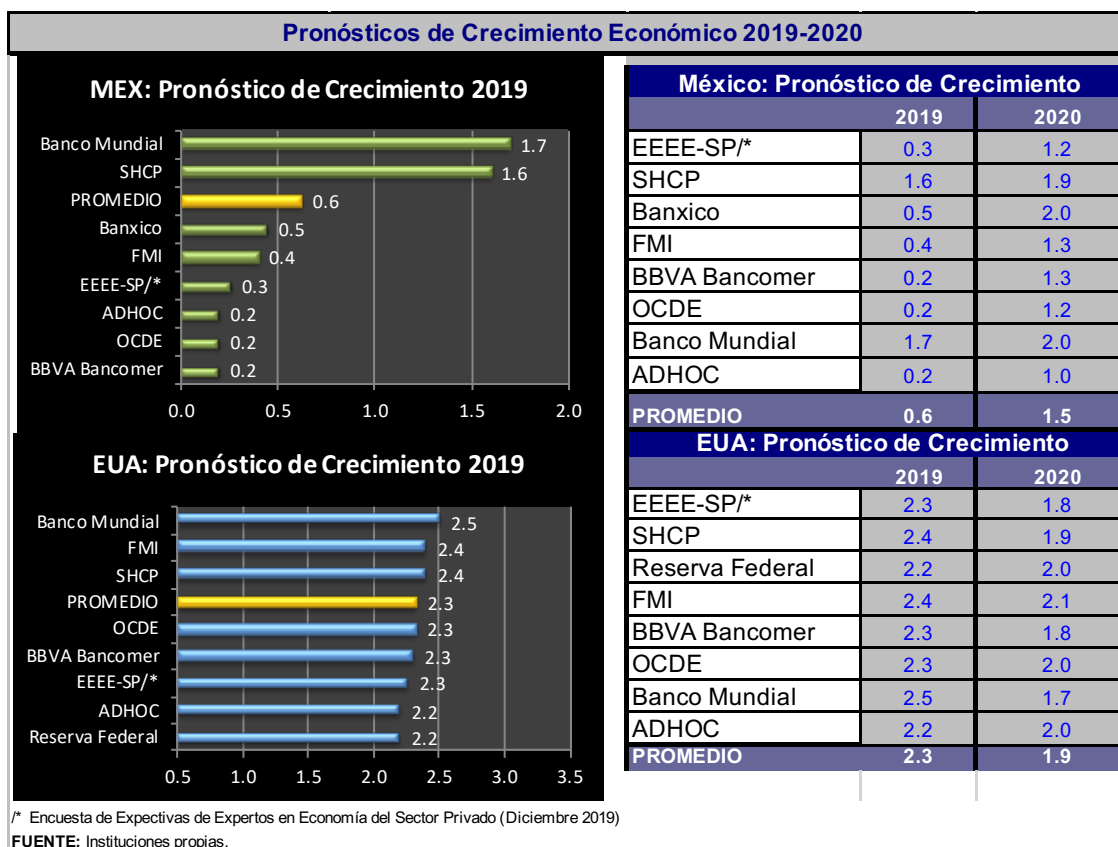 Pronósticos de Crecimiento Económico 2019-2020
MEX: Pronóstico de Crecimiento 2019
Banco Mundial 1.7
SHCP 1.6
PROMEDIO 0.6
Banxico 0.5
FMI 0.4
EEEE-SP/* 0.3
ADHOC 0.2
OCDE 0.2
BBVA Bancomer 0.2
0.0 0.5 1.0 1.5 2.0
México: Pronóstico de Crecimiento
2019 2020
EEEE-SP/* 0.3 1.2
SHCP 1.6 1.9
Banxico 0.5 2.0
FMI 0.4 1.3
BBVA Bancomer 0.2 1.3
OCDE 0.2 1.2
Banco Mundial 1.7 2.0
ADHOC 0.2 1.0
PROMEDIO 0.6 1.5
EUA: Pronóstico de Crecimiento 2019
Banco Mundial 2.5
FMI 2.4
SHCP 2.4
PROMEDIO 2.3
OCDE 2.3
BBVA Bancomer 2.3
EEEE-SP/* 2.3
ADHOC 2.2
Reserva Federal 2.2
0.5 1.0 1.5 2.0 2.5 3.0 3.5
EUA: Pronóstico de Crecimiento
2019 2020
EEEE-SP/* 2.3 1.8
SHCP 2.4 1.9
Reserva Federal 2.2 2.0
FMI 2.4 2.1
BBVA Bancomer 2.3 1.8
OCDE 2.3 2.0
Banco Mundial 2.5 1.7
ADHOC 2.2 2.0
PROMEDIO 2.3 1.9
/* Encuesta de Expectivas de Expertos en Economía del Sector Privado (Diciembre 2019)
FUENTE: Instituciones propias.